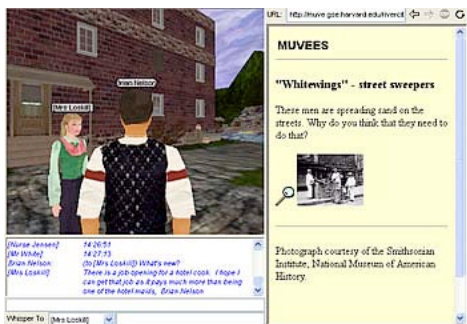 [Brian Nelson]
[Mrs Loskill]
[Nurse Jensen] 14:26:51
[Mr White] 14:27:13
Brian Nelson: (to [Mrs Loskill]) What's new?
[Mrs Loskill] There is a job opening for a hotel cook. I hope I
can get that job as it pays much more than being
one of the hotel maids, Brian Nelson
Whisper To [Mrs Loskill]
URL: http://muve.gse.harvard.edu/rivercit
MUVEES
"Whitewings" - street sweepers
These men are spreading sand on the
streets. Why do you think that they need to
do that?
Photograph courtesy of the Smithsonian
Institute, National Museum of American
History.